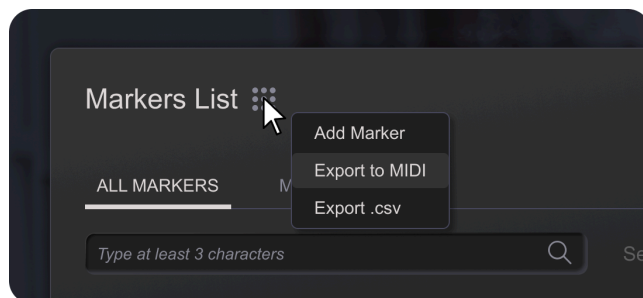 Markers List
Add Marker
Export to MIDI
ALL MARKERS
Export .csv
Type at least 3 characters